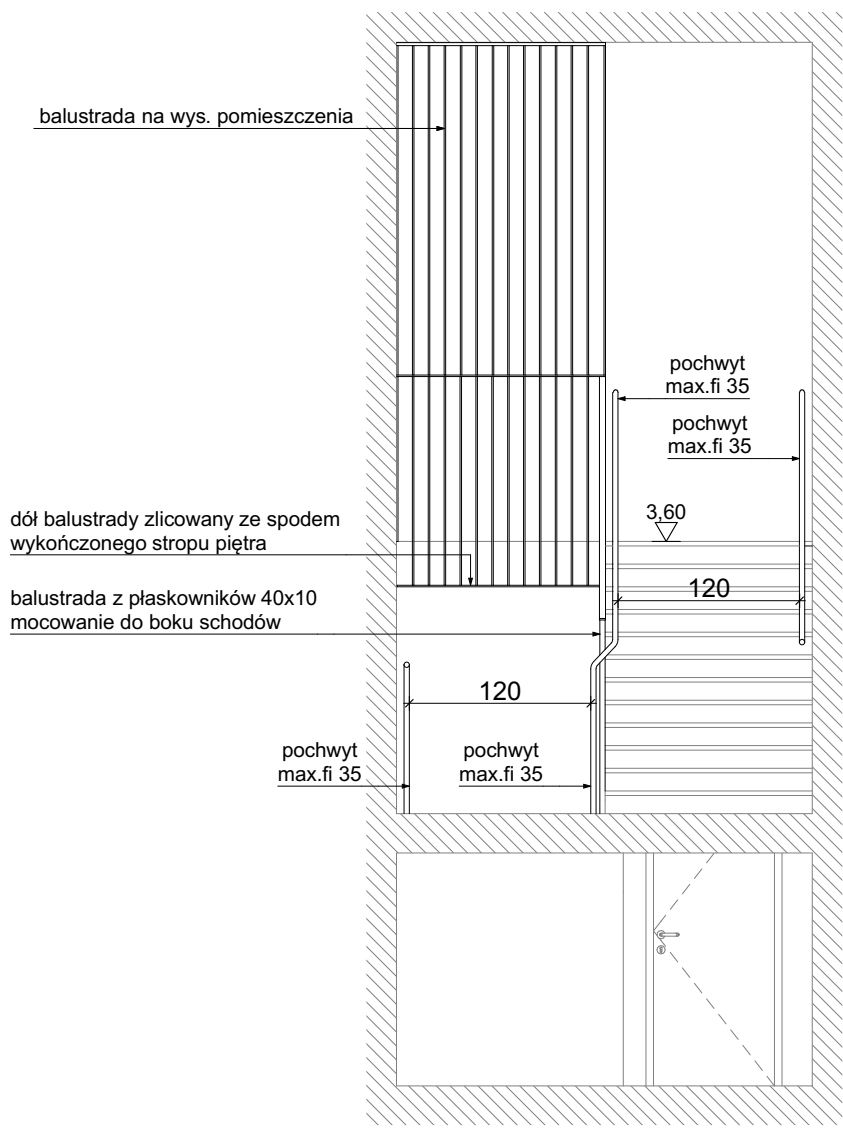 balustrada na wys. pomieszczenia
pochwyt
max.fi 35
pochwyt
max.fi 35
3,60
dół balustrady zlicowany ze spodem
wykończonego stropu piętra
120
balustrada z płaskowników 40x10
mocowanie do boku schodów
120
pochwyt
max.fi 35
pochwyt
max.fi 35